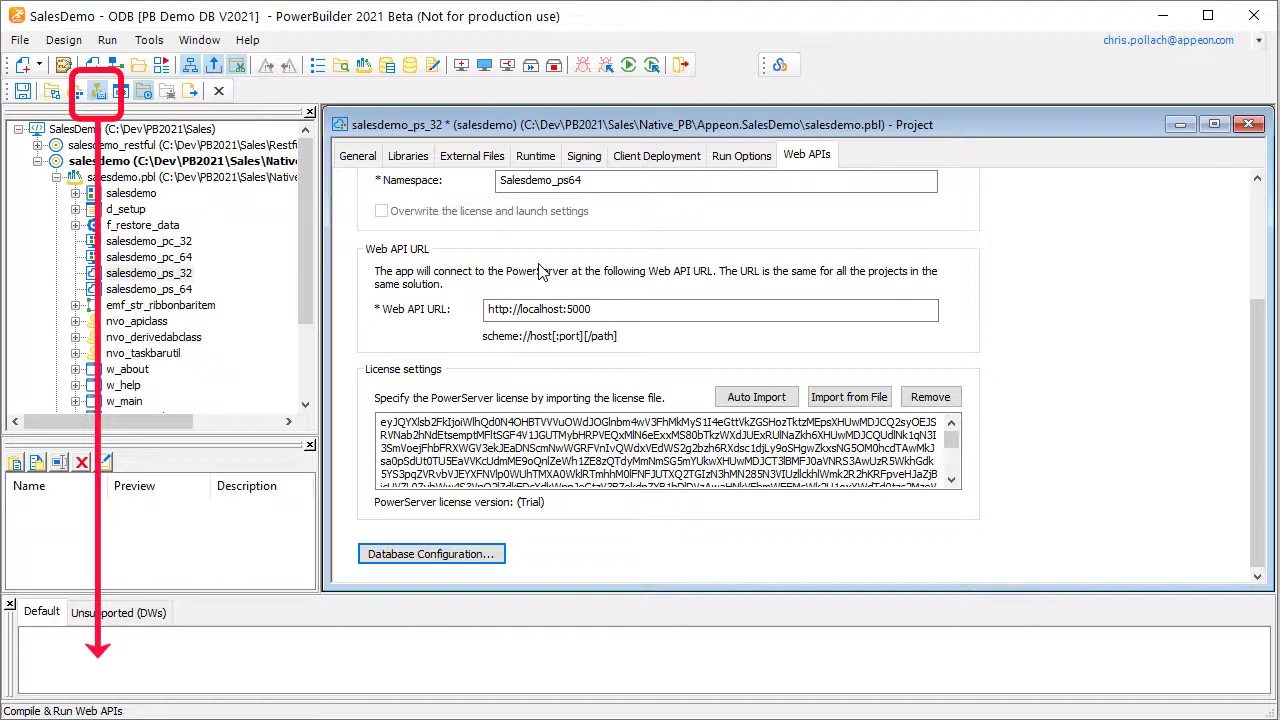 SalesDemo - ODB [PB Demo DB V2021] - PowerBuilder 2021 Beta (Not for production use)
File Design Run Tools Window Help
chris.pollach@appeon.com
SalesDemo (C:\Dev\PB2021\Sales)
salesdemo_restful (C:\Dev\PB2021\Sales\Restf
salesdemo (C:\Dev\PB2021\Sales\Native
salesdemo.pbl (C:\Dev\PB2021\Sales\Nativ
salesdemo
d_setup
f_restore_data
salesdemo_pc_32
salesdemo_pc_64
salesdemo_ps_32
salesdemo_ps_64
emf_str_ribbonbaritem
nvo_apiclass
nvo_derivedabclass
nvo_taskbarutil
w_about
w_help
w_main
Name Preview Description
salesdemo_ps_32 * (salesdemo) (C:\Dev\PB2021\Sales\Native_PB\Appeon.SalesDemo\salesdemo.pbl) - Project
General Libraries External Files Runtime Signing Client Deployment Run Options Web APIs
* Namespace: Salesdemo_ps64
Overwrite the license and launch settings
Web API URL
The app will connect to the PowerServer at the following Web API URL. The URL is the same for all the projects in the
same solution.
* Web API URL: http://localhost:5000
scheme://host[:port][/path]
License settings
Specify the PowerServer license by importing the license file. Auto Import Import from File Remove
PowerServer license version: (Trial)
Database Configuration...
Default Unsupported (DWs)
Compile & Run Web APIs